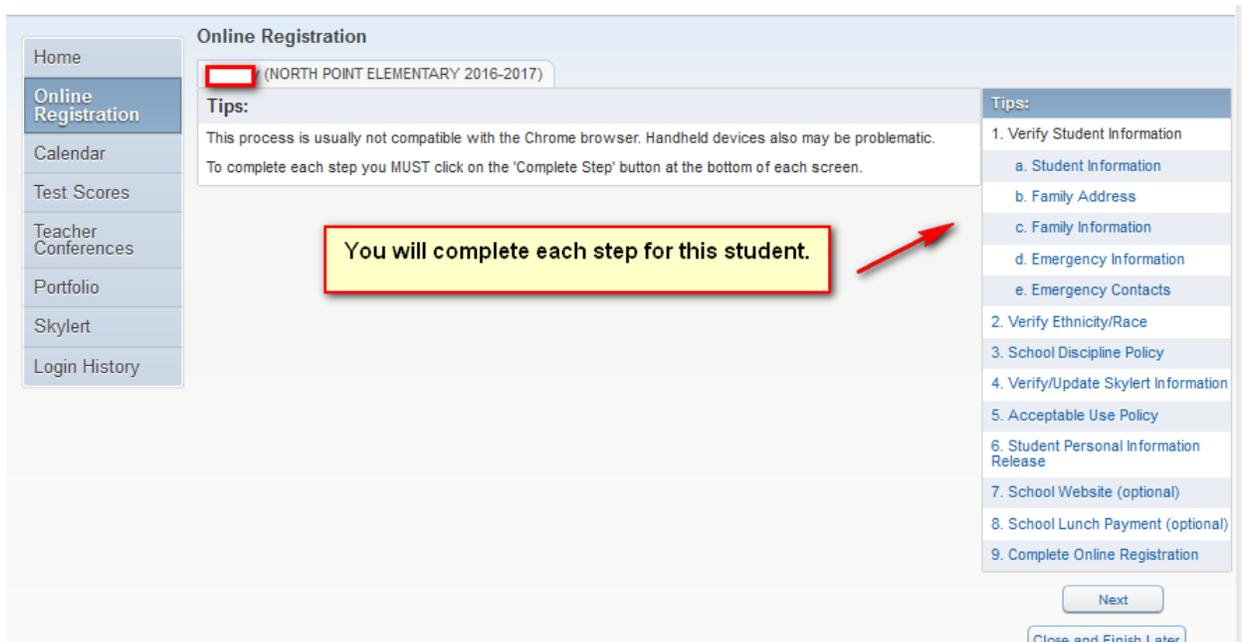 Home
Online
Registration
Calendar
Test Scores
Teacher
Conferences
Portfolio
Skylert
Login History
Online Registration
(NORTH POINT ELEMENTARY 2016-2017)
Tips:
This process is usually not compatible with the Chrome browser. Handheld devices also may be problematic.
To complete each step you MUST click on the 'Complete Step' button at the bottom of each screen.
You will complete each step for this student.
Tips:
1. Verify Student Information
a. Student Information
b. Family Address
c. Family Information
d. Emergency Information
e. Emergency Contacts
2. Verify Ethnicity/Race
3. School Discipline Policy
4. Verify/Update Skylert Information
5. Acceptable Use Policy
6. Student Personal Information
Release
7. School Website (optional)
8. School Lunch Payment (optional)
9. Complete Online Registration
Next
Close and Finish Later